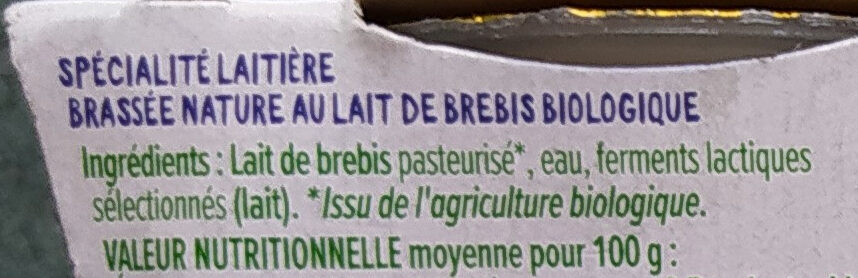 SPÉCIALITÉ LAITIÈRE
BRASSÉE NATURE AU LAIT DE BREBIS BIOLOGIQUE
Ingrédients : Lait de brebis pasteurisé*, eau, ferments lactiques
sélectionnés (lait). *Issu de l'agriculture biologique.
VALEUR NUTRITIONNELLE moyenne pour 100 g :